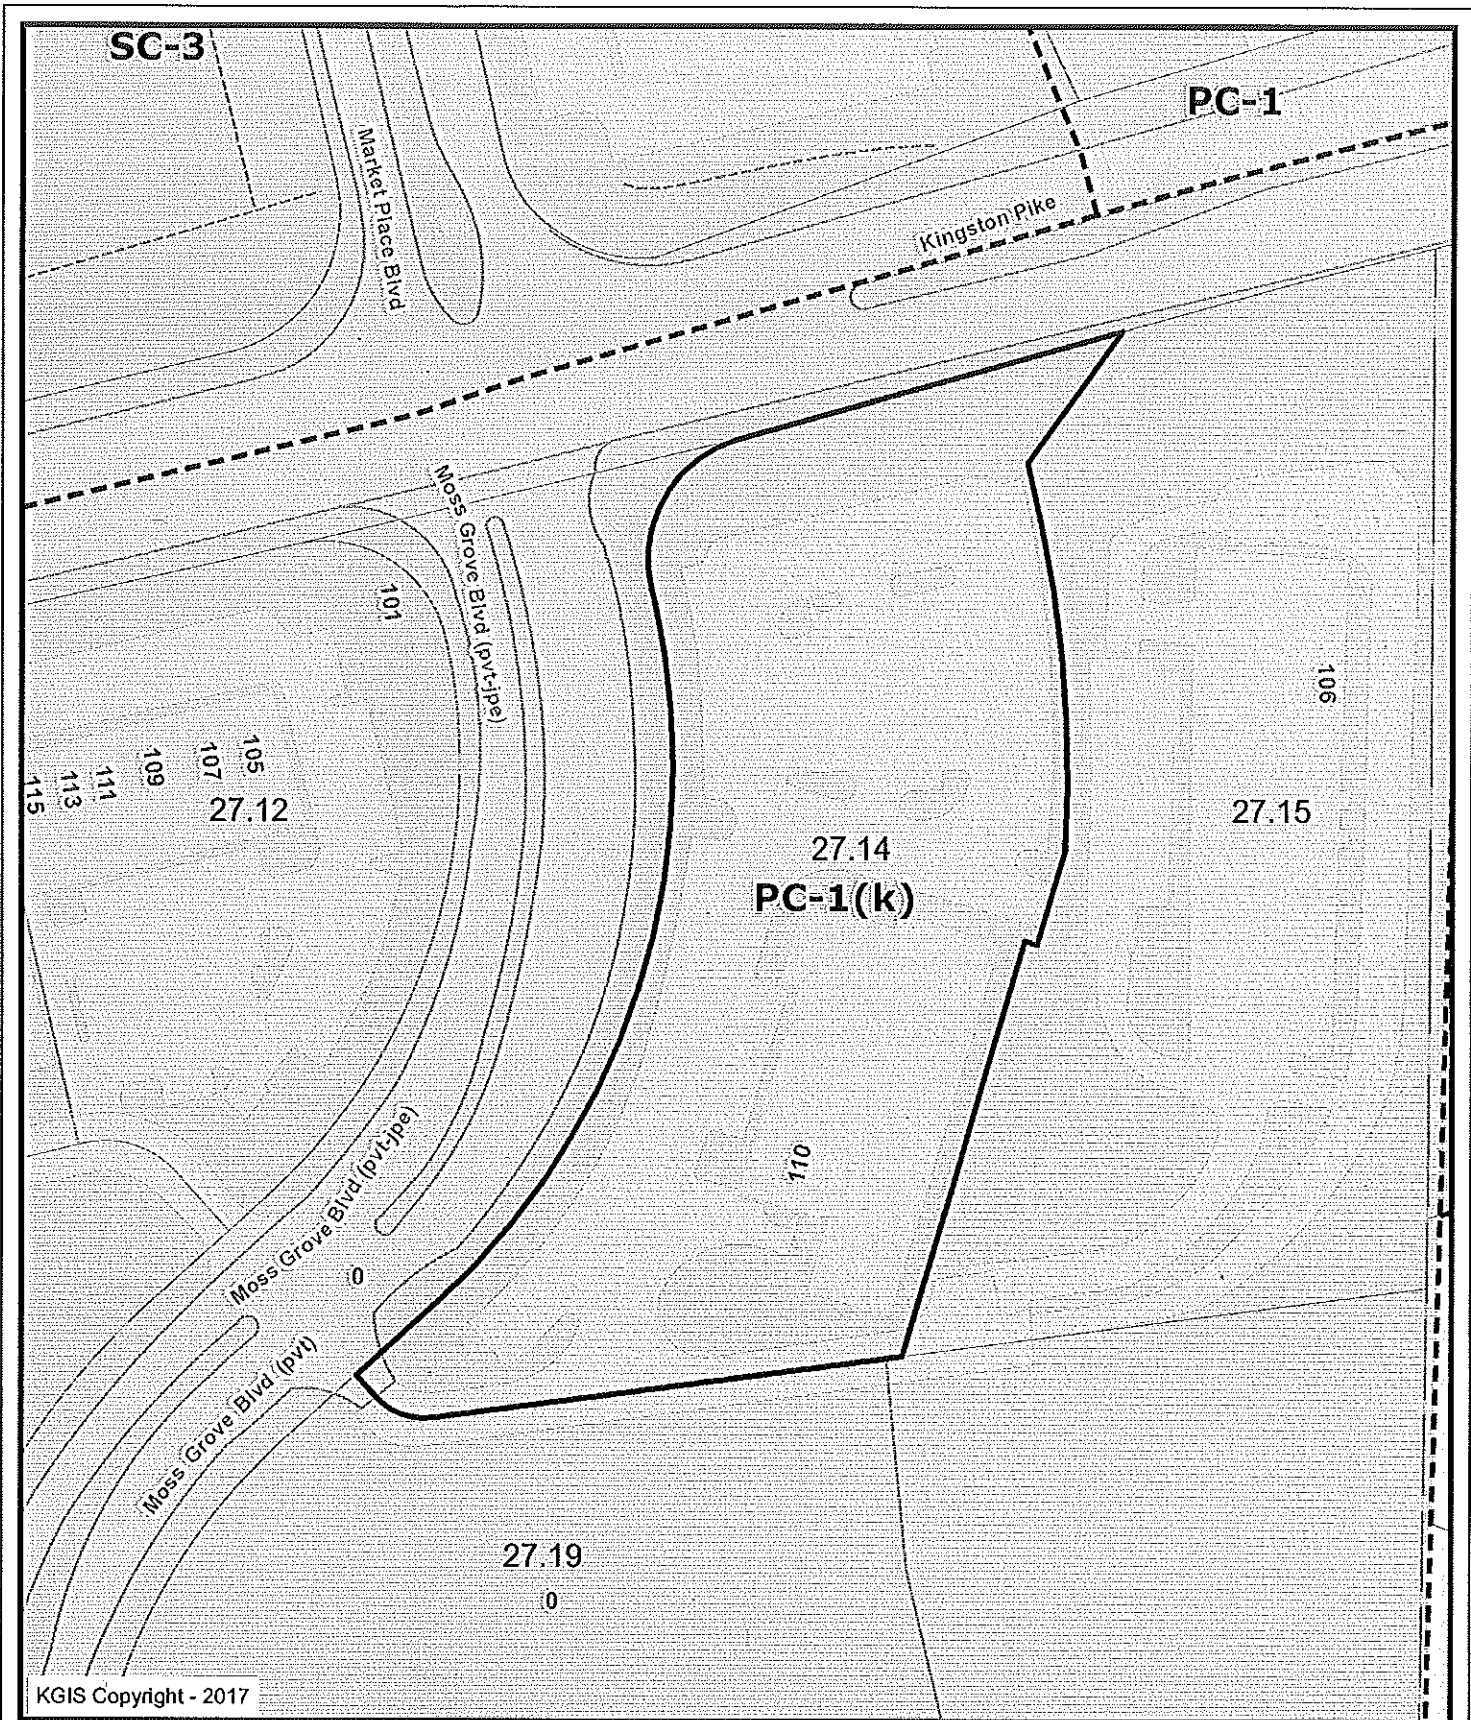 SC-3
PC-1
Market Place Blvd
Kingston Pike
Moss Grove Blvd (pvt-jpe)
101
106
105
107
109
111
113
115
27.12
27.15
27.14
PC-1(k)
Moss Grove Blvd (pvt-jpe)
110
0
Moss Grove Blvd (pvt)
27.19
0
KGIS Copyright - 2017